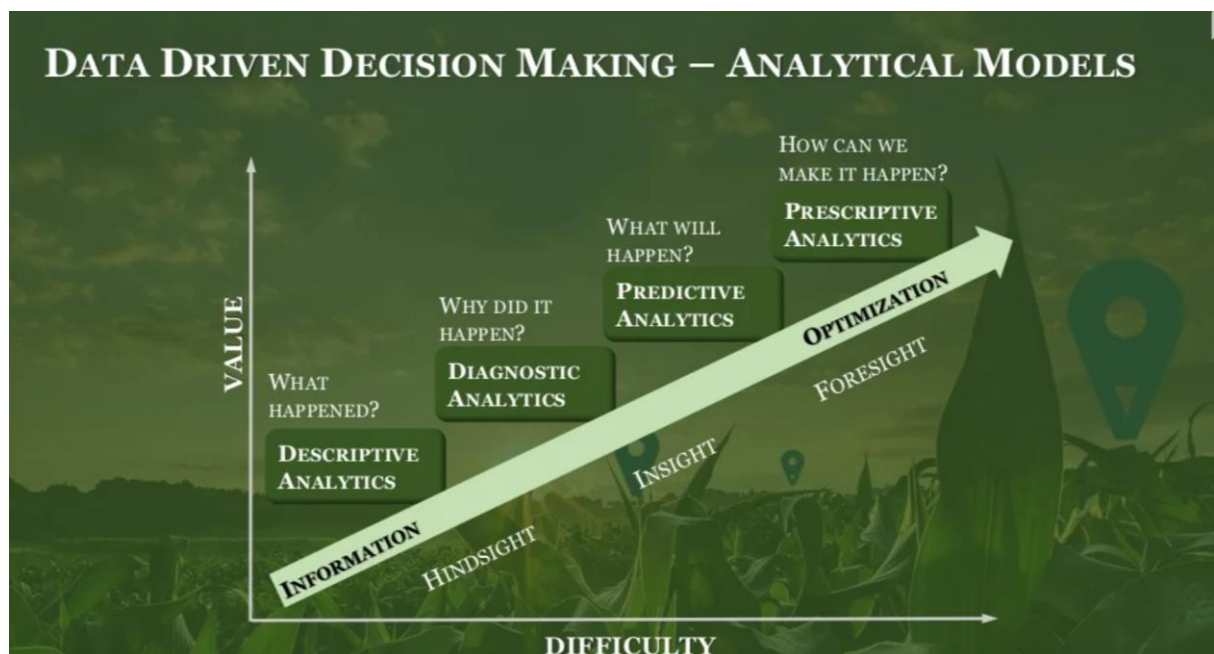 DATA DRIVEN DECISION MAKING – ANALYTICAL MODELS
HOW CAN WE
MAKE IT HAPPEN?
PRESCRIPTIVE
ANALYTICS
WHAT WILL
HAPPEN?
PREDICTIVE
ANALYTICS
WHY DID IT
HAPPEN?
DIAGNOSTIC
ANALYTICS
WHAT
HAPPENED?
DESCRIPTIVE
ANALYTICS
VALUE
INFORMATION
OPTIMIZATION
HINDSIGHT
INSIGHT
FORESIGHT
DIFFICULTY